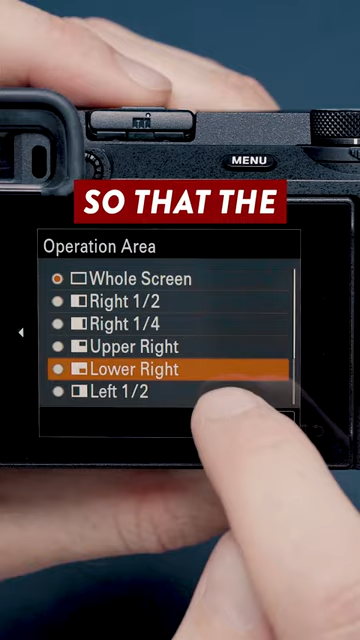 MENU
SO THAT THE
Operation Area
Whole Screen
Right 1/2
Right 1/4
Upper Right
Lower Right
Left 1/2